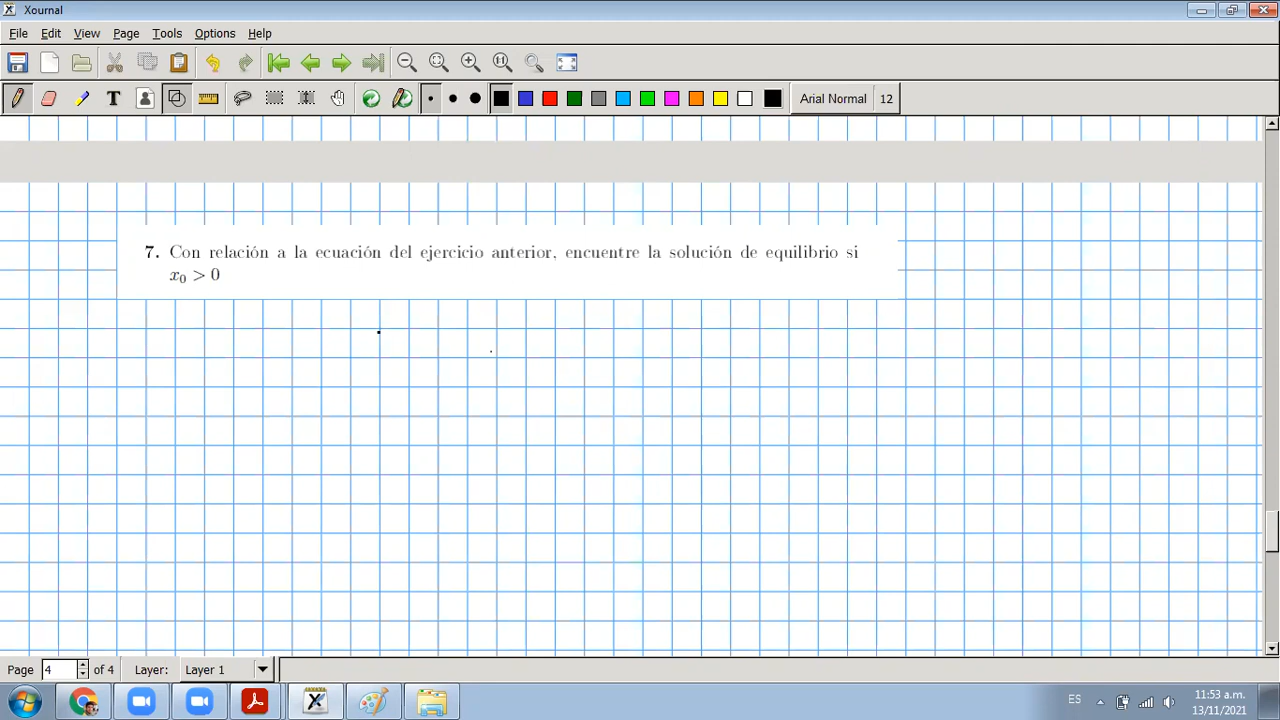 Xournal
File Edit View Page Tools Options Help
Arial Normal 12
7. Con relación a la ecuación del ejercicio anterior, encuentre la solución de equilibrio si
x₀ > 0
Page 4 of 4 Layer: Layer 1
ES 11:53 a.m.
13/11/2021